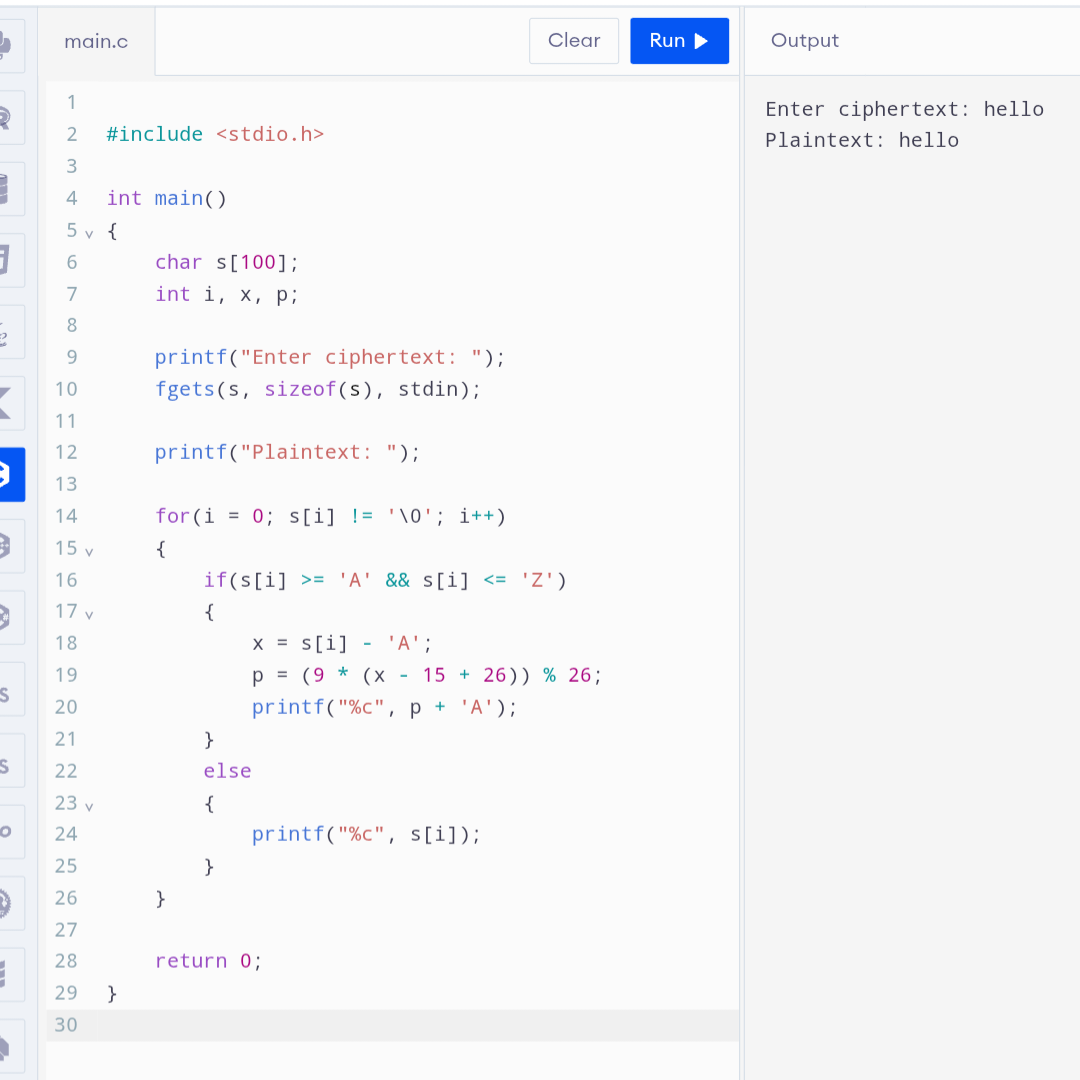 main.c
Clear
Run
Output
1
2 #include <stdio.h>
3
4 int main()
5 {
6     char s[100];
7     int i, x, p;
8
9     printf("Enter ciphertext: ");
10     fgets(s, sizeof(s), stdin);
11
12     printf("Plaintext: ");
13
14     for(i = 0; s[i] != '\0'; i++)
15     {
16         if(s[i] >= 'A' && s[i] <= 'Z')
17         {
18             x = s[i] - 'A';
19             p = (9 * (x - 15 + 26)) % 26;
20             printf("%c", p + 'A');
21         }
22         else
23         {
24             printf("%c", s[i]);
25         }
26     }
27
28     return 0;
29 }
30
Enter ciphertext: hello
Plaintext: hello